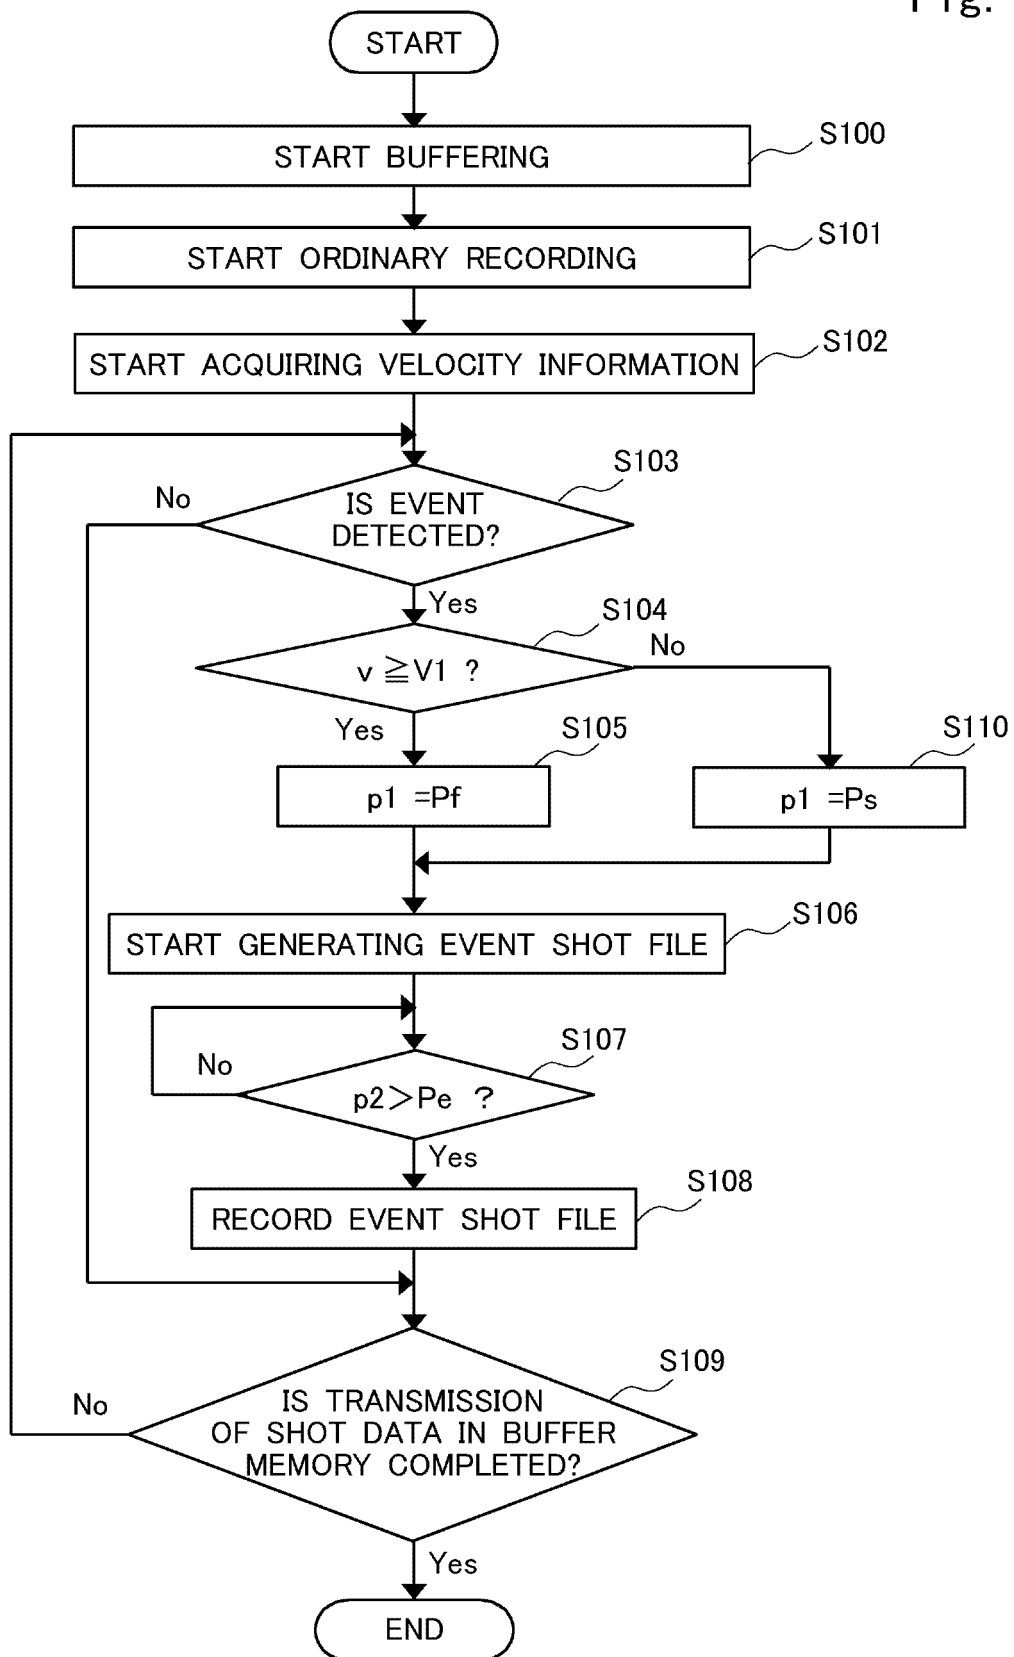 Fig.
START
S100
START BUFFERING
S101
START ORDINARY RECORDING
S102
START ACQUIRING VELOCITY INFORMATION
S103
No
IS EVENT
DETECTED?
Yes
S104
No
v ≧V1 ?
Yes
S105
S110
p1 =Pf
p1 =Ps
S106
START GENERATING EVENT SHOT FILE
S107
No
p2>Pe ?
Yes
S108
RECORD EVENT SHOT FILE
S109
No
IS TRANSMISSION
OF SHOT DATA IN BUFFER
MEMORY COMPLETED?
Yes
END